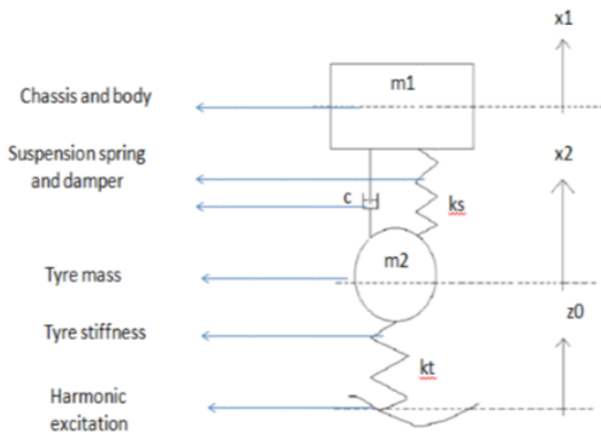 x1
m1
Chassis and body
Suspension spring
and damper
x2
c
ks
m2
Tyre mass
z0
Tyre stiffness
kt
Harmonic
excitation